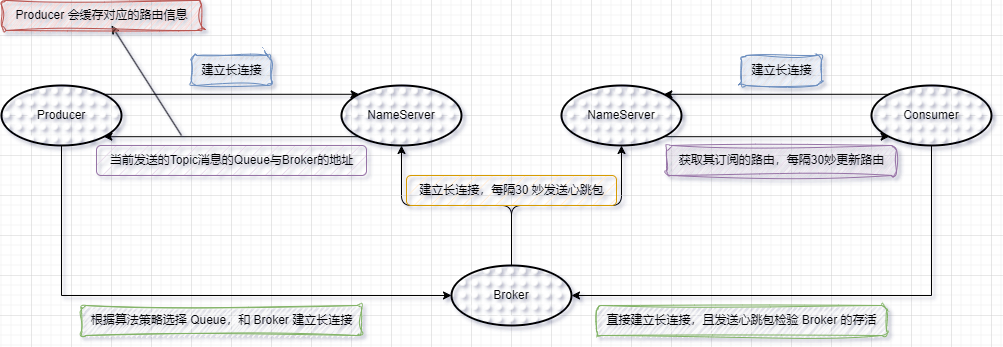 Producer 会缓存对应的路由信息
建立长连接
建立长连接
Producer
NameServer
NameServer
Consumer
当前发送的Topic消息的Queue与Broker的地址
获取其订阅的路由，每隔30妙更新路由
建立长连接，每隔30 妙发送心跳包
Broker
根据算法策略选择 Queue，和 Broker 建立长连接
直接建立长连接，且发送心跳包检验 Broker 的存活